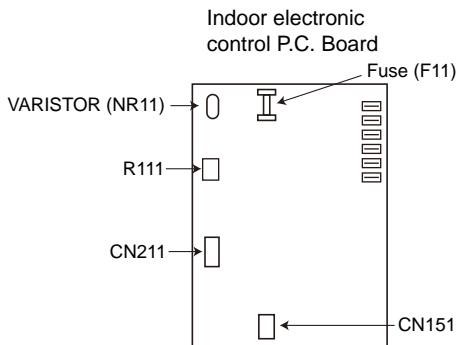 Indoor electronic
control P.C. Board
Fuse (F11)
VARISTOR (NR11)
R111
CN211
CN151